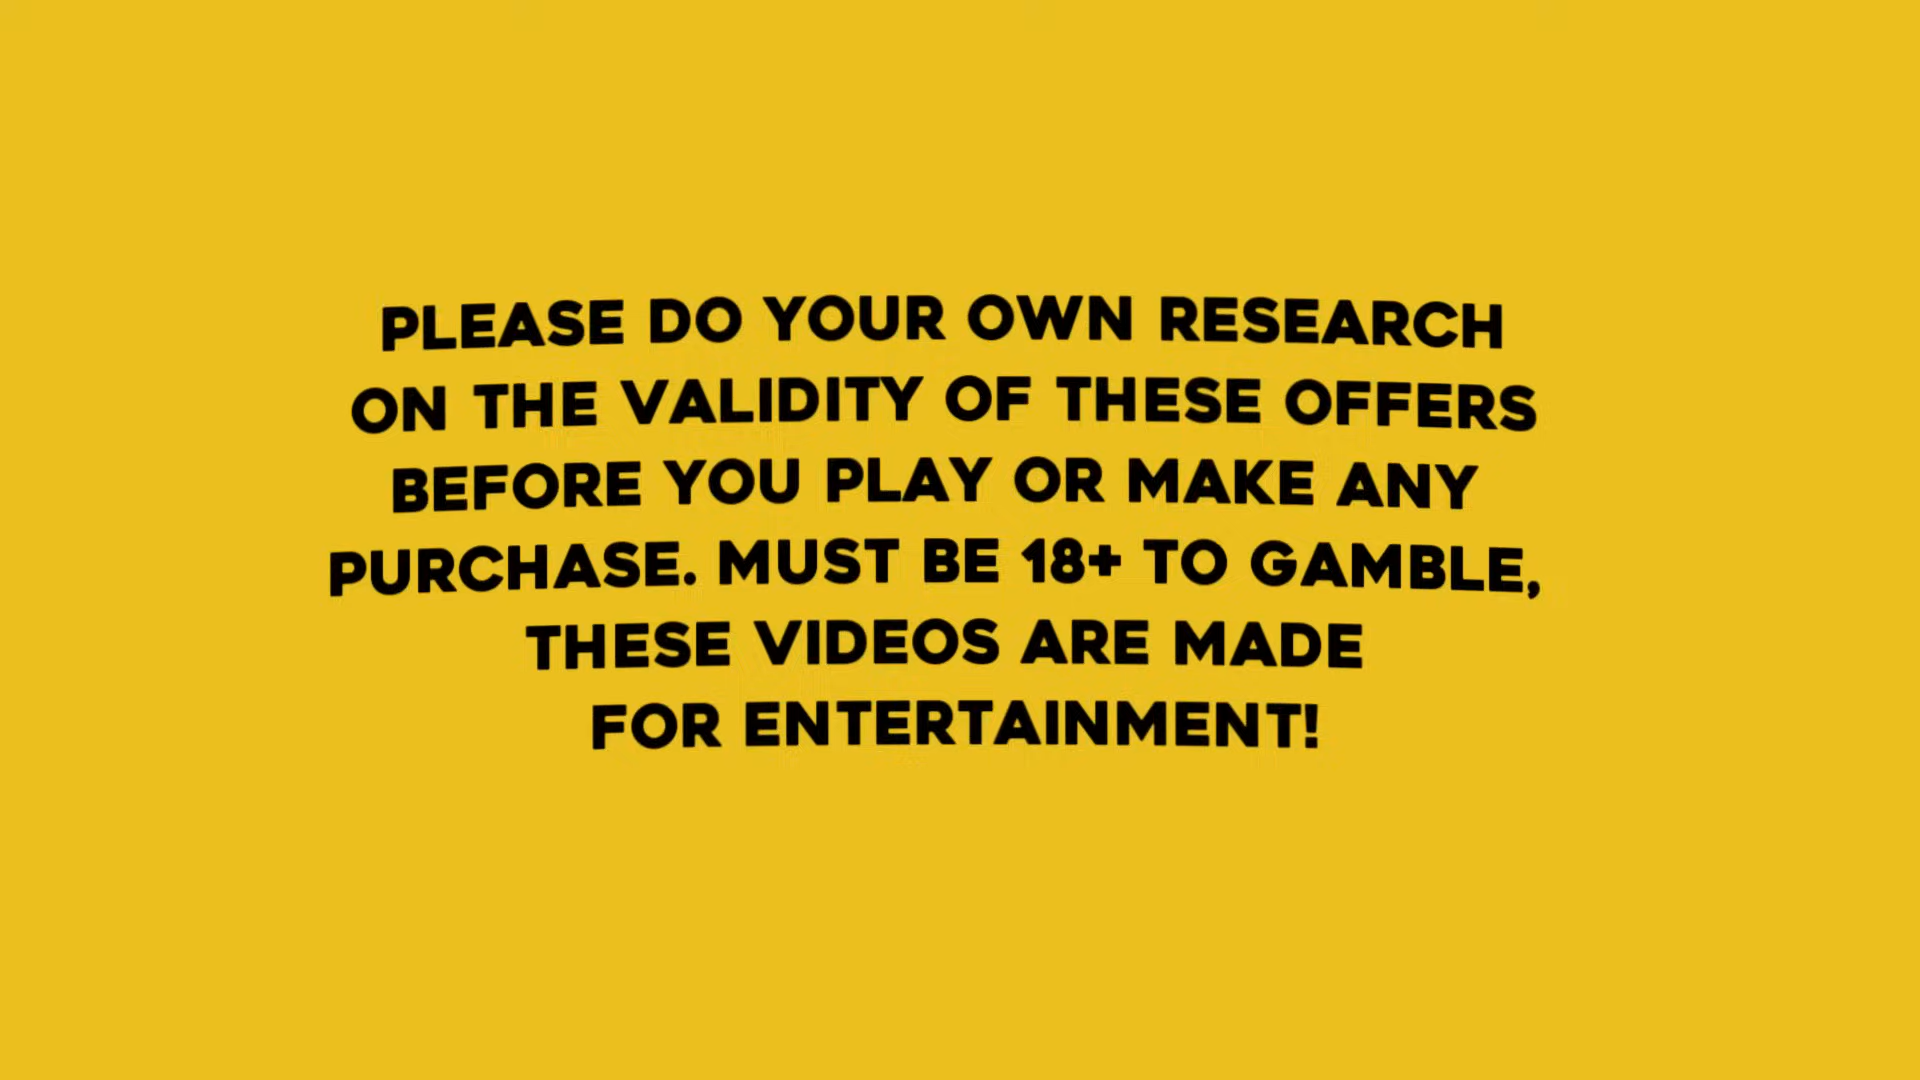 PLEASE DO YOUR OWN RESEARCH
ON THE VALIDITY OF THESE OFFERS
BEFORE YOU PLAY OR MAKE ANY
PURCHASE. MUST BE 18+ TO GAMBLE,
THESE VIDEOS ARE MADE
FOR ENTERTAINMENT!